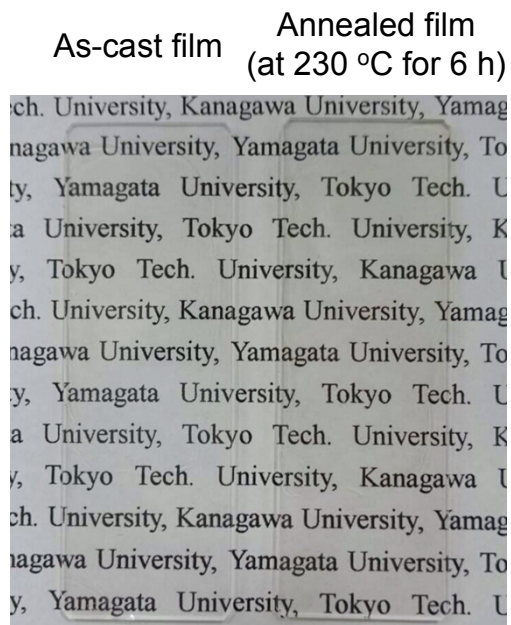 As-cast film
Annealed film
(at 230 °C for 6 h)
ch. University, Kanagawa University, Yamag
nagawa University, Yamagata University, To
ty, Yamagata University, Tokyo Tech. U
a University, Tokyo Tech. University, K
y, Tokyo Tech. University, Kanagawa U
ch. University, Kanagawa University, Yamag
nagawa University, Yamagata University, To
y, Yamagata University, Tokyo Tech. U
a University, Tokyo Tech. University, K
y, Tokyo Tech. University, Kanagawa U
ch. University, Kanagawa University, Yamag
nagawa University, Yamagata University, To
y, Yamagata University, Tokyo Tech. U